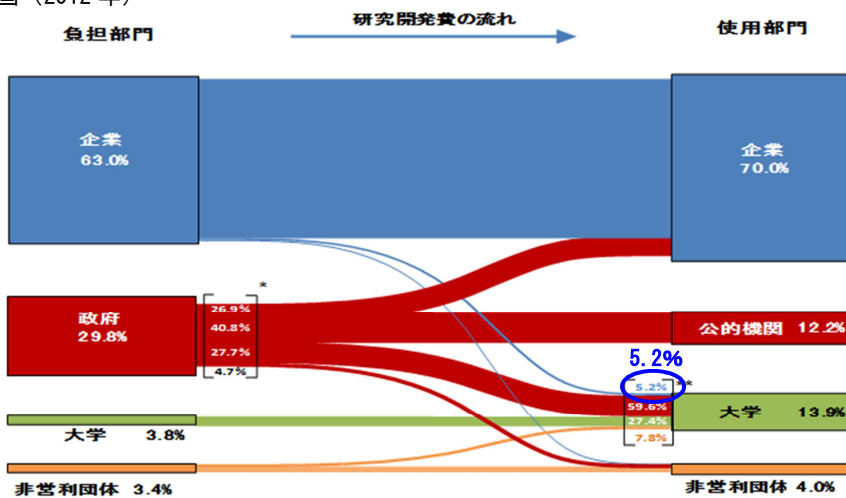 (2012 年)
研究開発費の流れ
負担部門
使用部門
企業
63.0%
企業
70.0%
*
政府
29.8%
26.9%
40.8%
27.7%
4.7%
公的機関 12.2%
5.2%
5.2%
**
59.6%
27.4%
7.8%
大学 13.9%
大学 3.8%
非営利団体 3.4%
非営利団体 4.0%